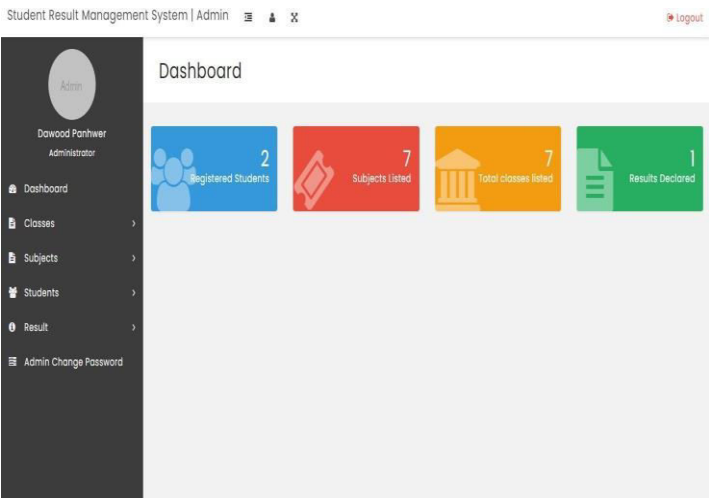 Student Result Management System | Admin
Logout
Admin
Dawood Panhwer
Administrator
Dashboard
Classes
Subjects
Students
Result
Admin Change Password
Dashboard
2
Registered Students
7
Subjects Listed
7
Total classes listed
1
Results Declared